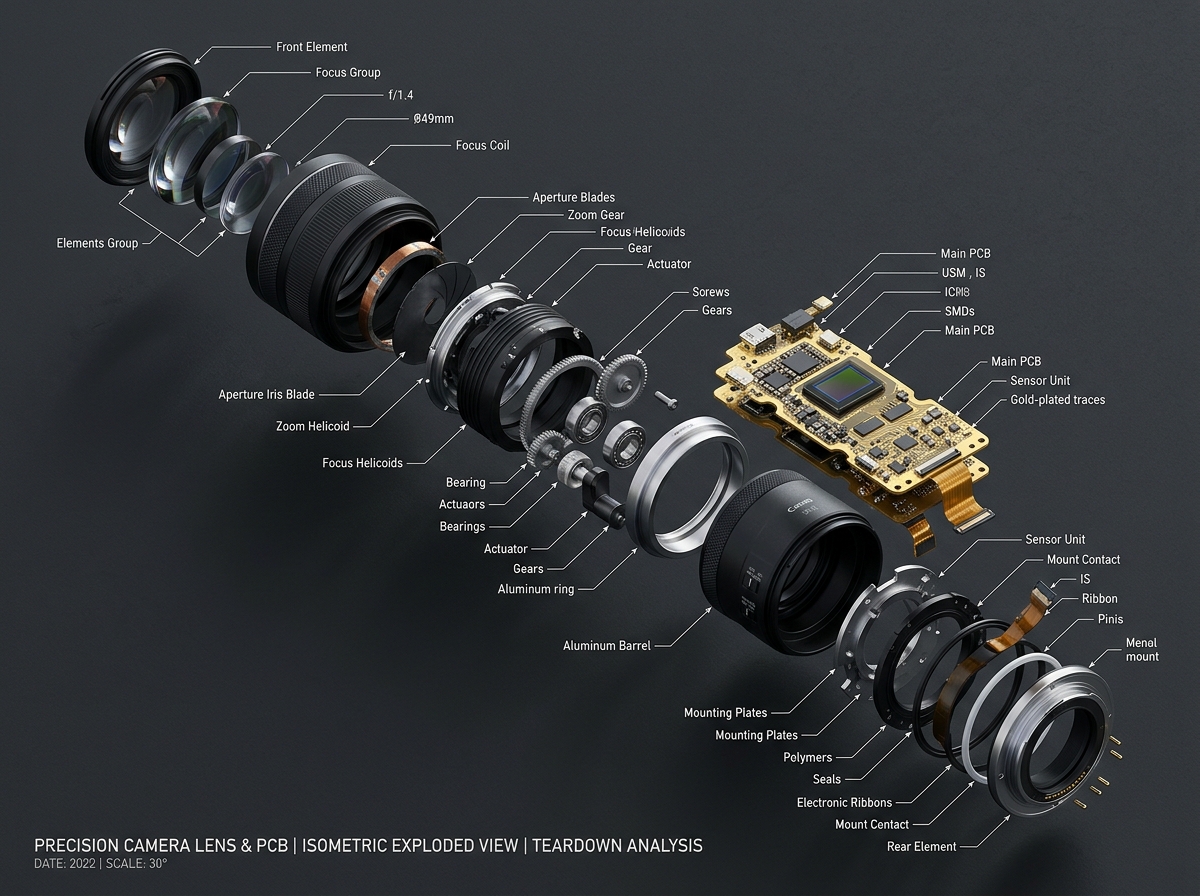 Front Element
Focus Group
f/1.4
Ø49mm
Focus Coil
Elements Group
Aperture Blades
Zoom Gear
Focus Helicoids
Gear
Actuator
Sorews
Gears
Main PCB
USM , IS
SMDs
Main PCB
Main PCB
Sensor Unit
Gold-plated traces
Aperture Iris Blade
Zoom Helicoid
Focus Helicoids
Bearing
Actuaors
Bearings
Actuator
Gears
Aluminum ring
Canon
Aluminum Barrel
Sensor Unit
Mount Contact
IS
Ribbon
Pinis
Menal
mount
Mounting Plates
Mounting Plates
Polymers
Seals
Electronic Ribbons
Mount Contact
Rear Element
PRECISION CAMERA LENS & PCB | ISOMETRIC EXPLODED VIEW | TEARDOWN ANALYSIS
DATE: 2022 | SCALE: 30°